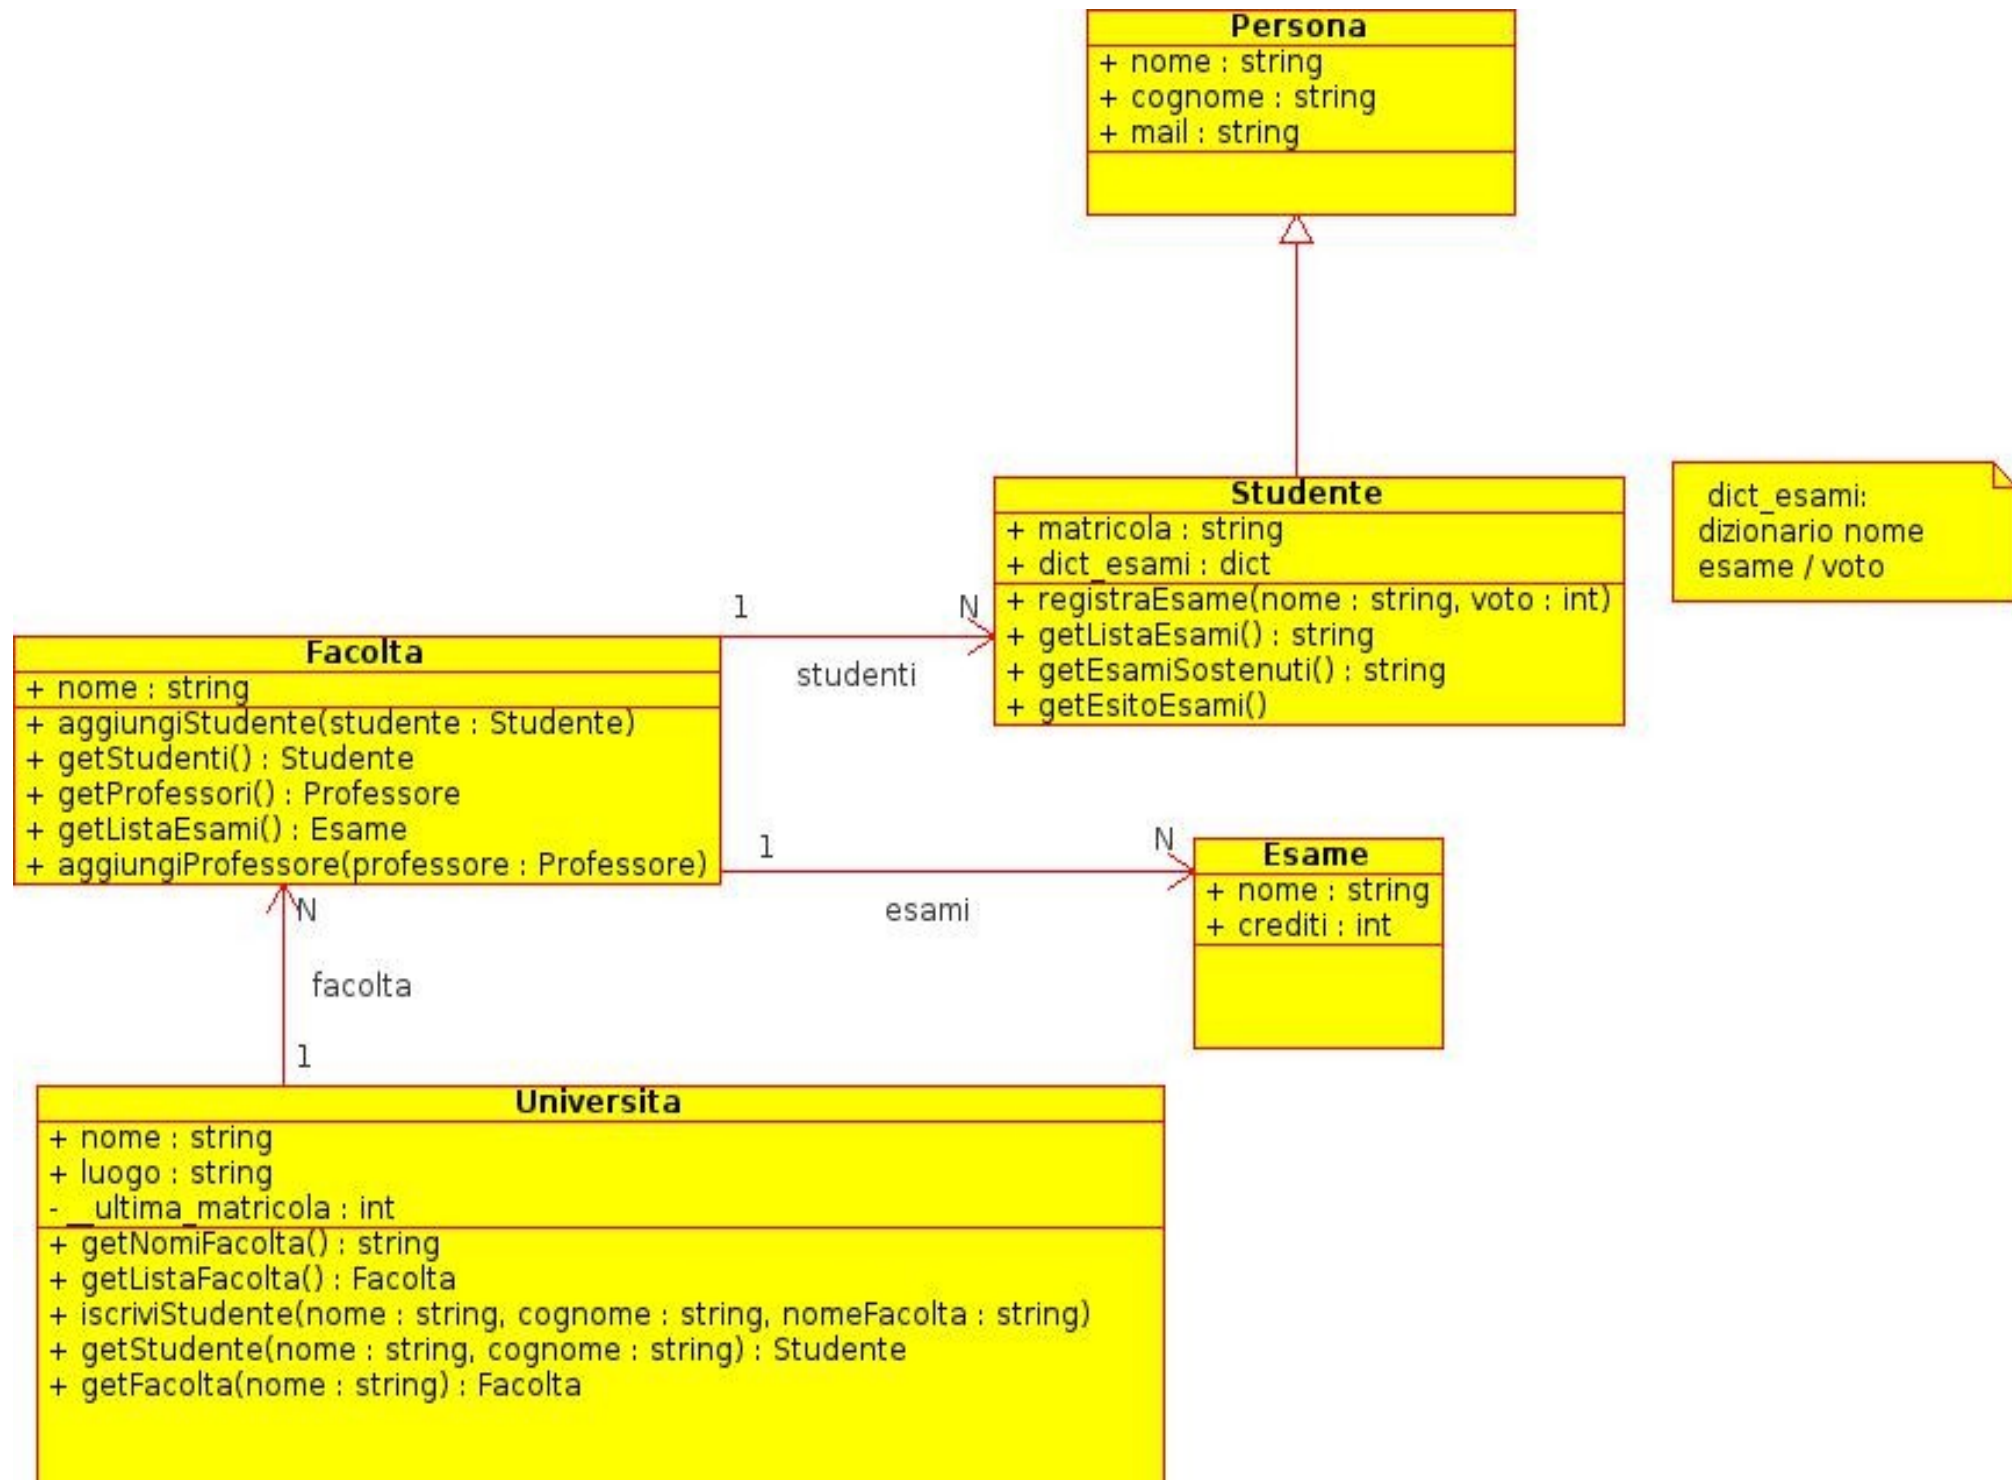 Persona
+ nome : string
+ cognome : string
+ mail : string
Studente
+ matricola : string
+ dict_esami : dict
+ registraEsame(nome : string, voto : int)
+ getListaEsami() : string
+ getEsamiSostenuti() : string
+ getEsitoEsami()
dict_esami:
dizionario nome
esame / voto
1
N
studenti
Facolta
+ nome : string
+ aggiungiStudente(studente : Studente)
+ getStudenti() : Studente
+ getProfessori() : Professore
+ getListaEsami() : Esame
+ aggiungiProfessore(professore : Professore)
1
N
esami
Esame
+ nome : string
+ crediti : int
N
facolta
1
Universita
+ nome : string
+ luogo : string
- __ultima_matricola : int
+ getNomiFacolta() : string
+ getListaFacolta() : Facolta
+ iscriviStudente(nome : string, cognome : string, nomeFacolta : string)
+ getStudente(nome : string, cognome : string) : Studente
+ getFacolta(nome : string) : Facolta